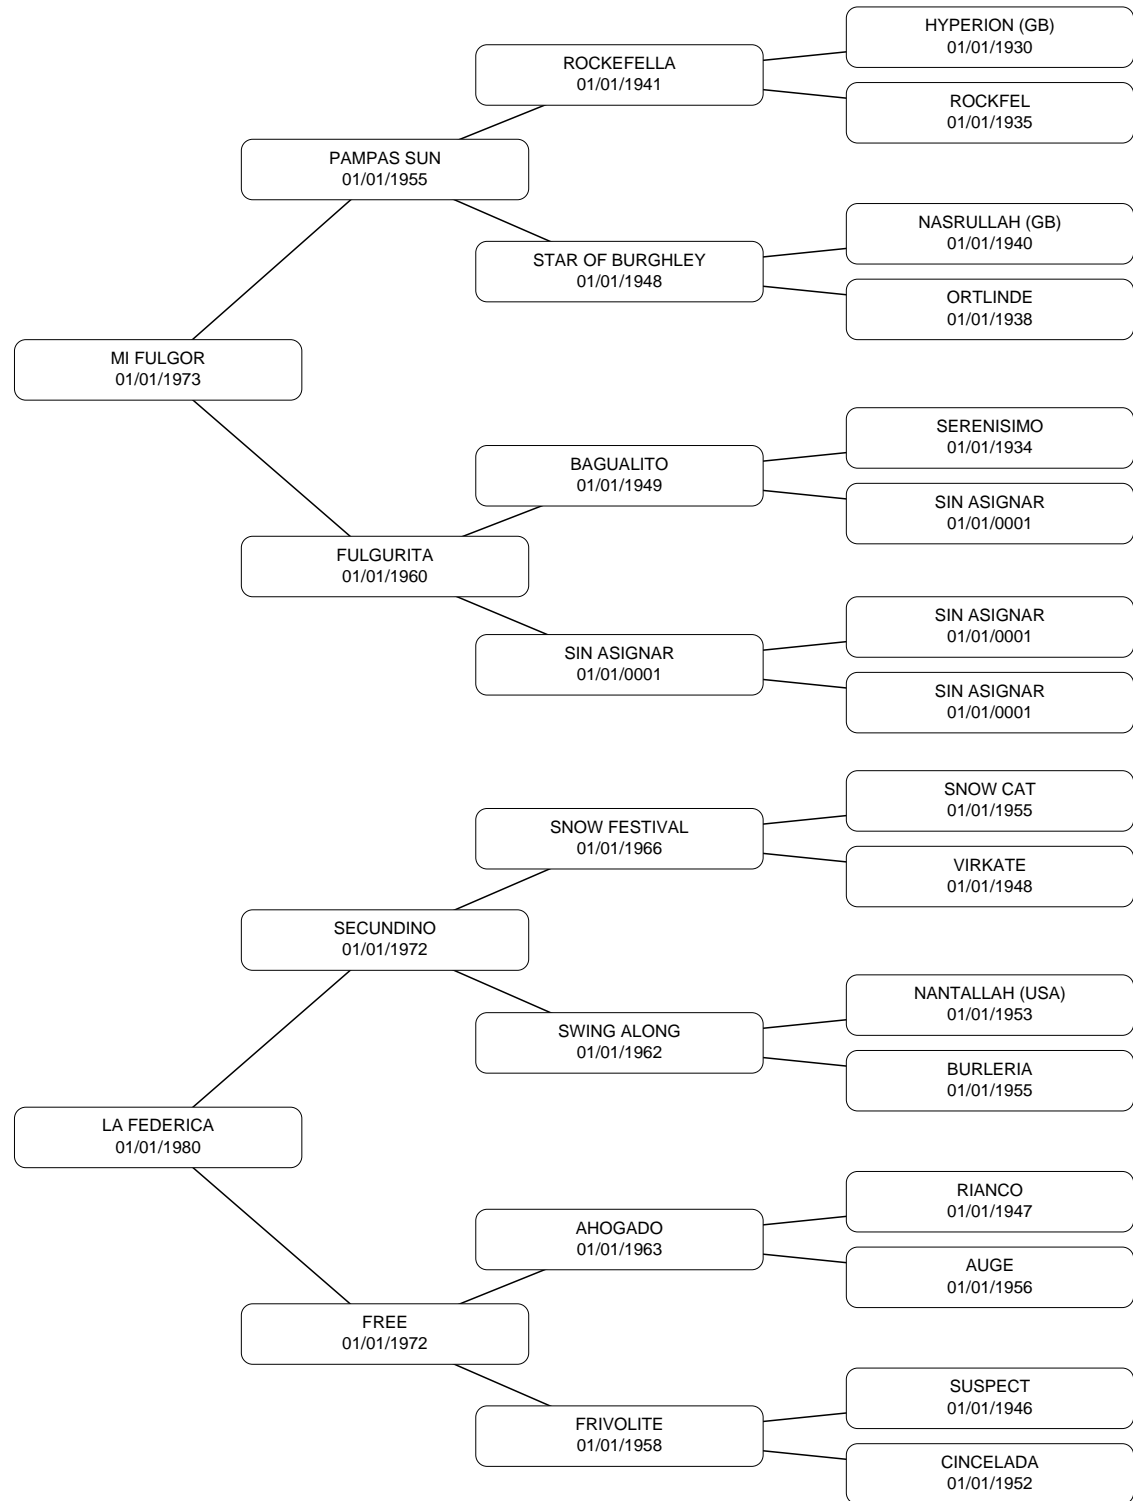 HYPERION (GB)
01/01/1930
ROCKEFELLA
01/01/1941
ROCKFEL
01/01/1935
PAMPAS SUN
01/01/1955
NASRULLAH (GB)
01/01/1940
STAR OF BURGHLEY
01/01/1948
ORTLINDE
01/01/1938
MI FULGOR
01/01/1973
SERENISIMO
01/01/1934
BAGUALITO
01/01/1949
SIN ASIGNAR
01/01/0001
FULGURITA
01/01/1960
SIN ASIGNAR
01/01/0001
SIN ASIGNAR
01/01/0001
SIN ASIGNAR
01/01/0001
SNOW CAT
01/01/1955
SNOW FESTIVAL
01/01/1966
VIRKATE
01/01/1948
SECUNDINO
01/01/1972
NANTALLAH (USA)
01/01/1953
SWING ALONG
01/01/1962
BURLERIA
01/01/1955
LA FEDERICA
01/01/1980
RIANCO
01/01/1947
AHOGADO
01/01/1963
AUGE
01/01/1956
FREE
01/01/1972
SUSPECT
01/01/1946
FRIVOLITE
01/01/1958
CINCELADA
01/01/1952